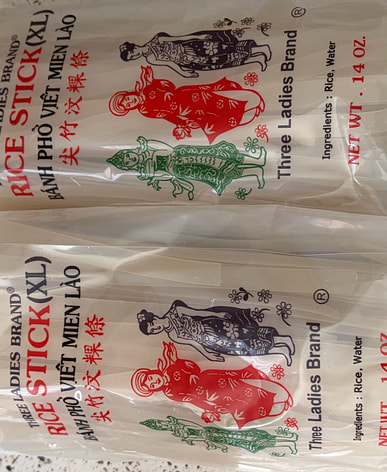 LADIES BRAND®
RICE STICK(XL)
BÁNH PHỞ VIỆT MIEN LÀO
尖竹汶粿條
Three Ladies Brand ®
Ingredients : Rice, Water
NET WT. 14 OZ.
THREE LADIES BRAND®
RICE STICK(XL)
BÁNH PHỞ VIỆT MIEN LÀO
尖竹汶粿條
Three Ladies Brand ®
Ingredients : Rice, Water
NET WT. 14 OZ